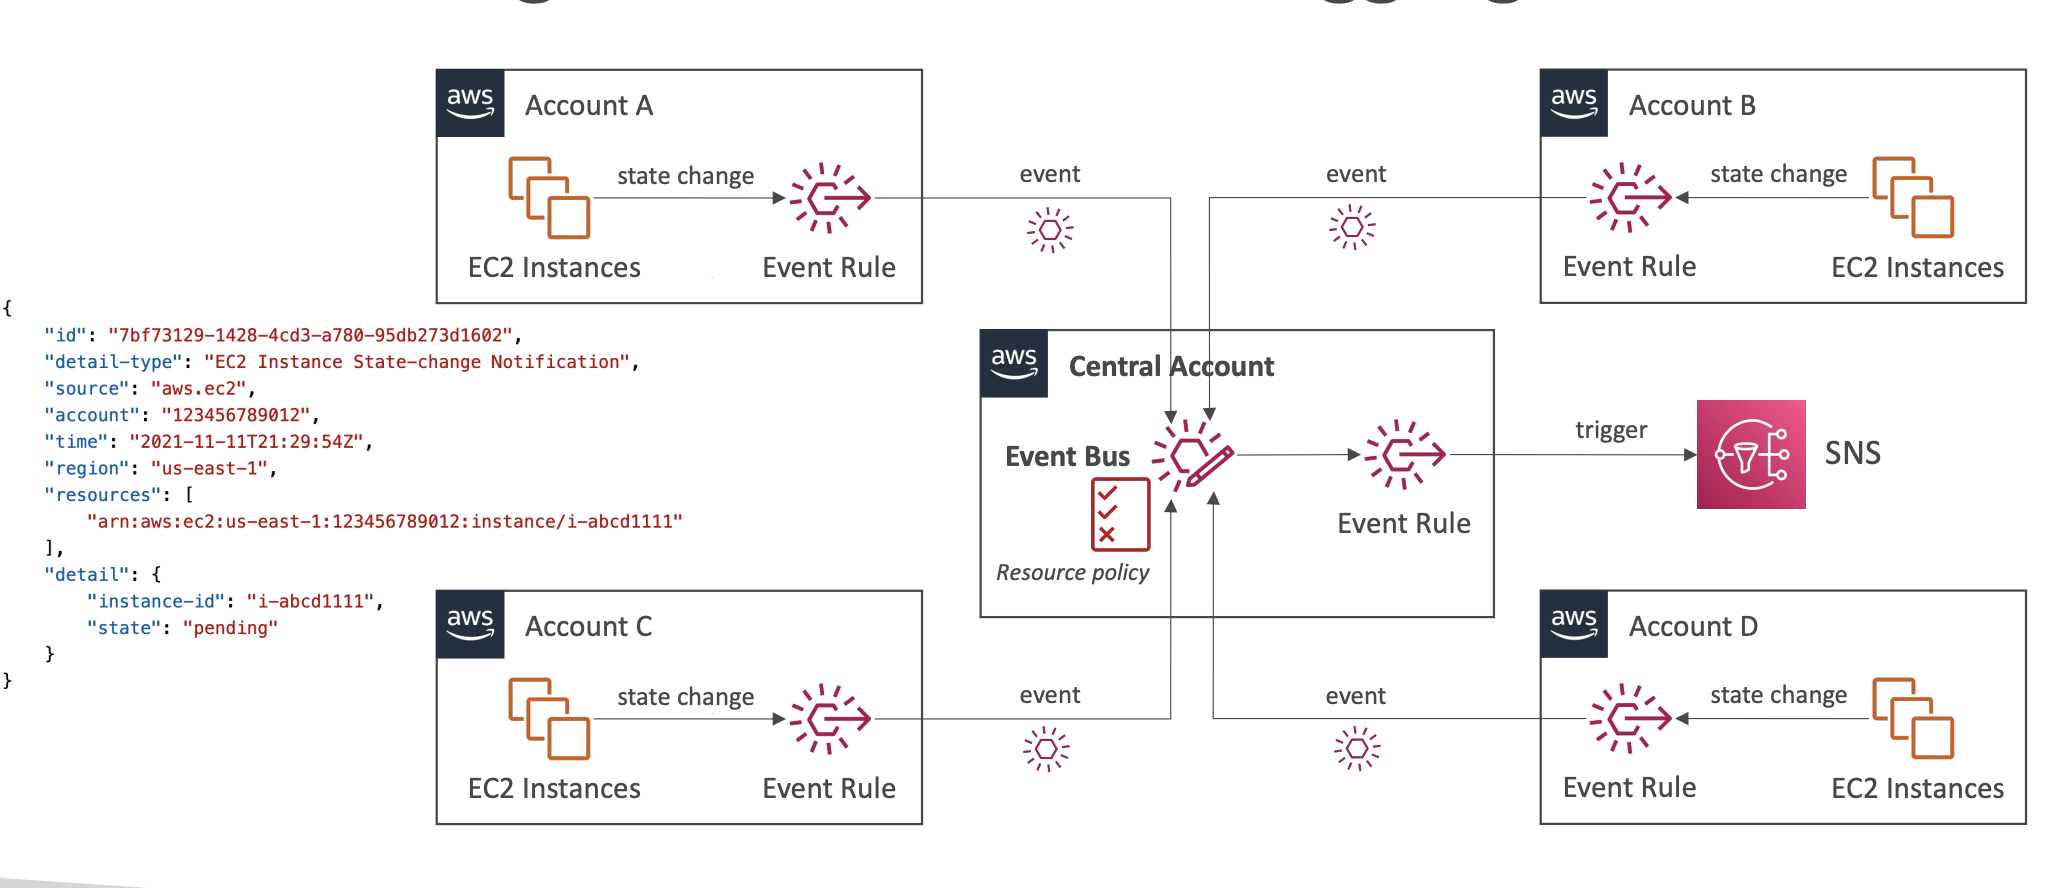 aws
Account A
state change
EC2 Instances
Event Rule
event
aws
Account B
event
state change
Event Rule
EC2 Instances
{
"id": "7bf73129-1428-4cd3-a780-95db273d1602",
"detail-type": "EC2 Instance State-change Notification",
"source": "aws.ec2",
"account": "123456789012",
"time": "2021-11-11T21:29:54Z",
"region": "us-east-1",
"resources": [
"arn:aws:ec2:us-east-1:123456789012:instance/i-abcd1111"
],
"detail": {
"instance-id": "i-abcd1111",
"state": "pending"
}
}
aws
Central Account
Event Bus
Resource policy
Event Rule
trigger
SNS
aws
Account C
state change
EC2 Instances
Event Rule
event
aws
Account D
event
state change
Event Rule
EC2 Instances